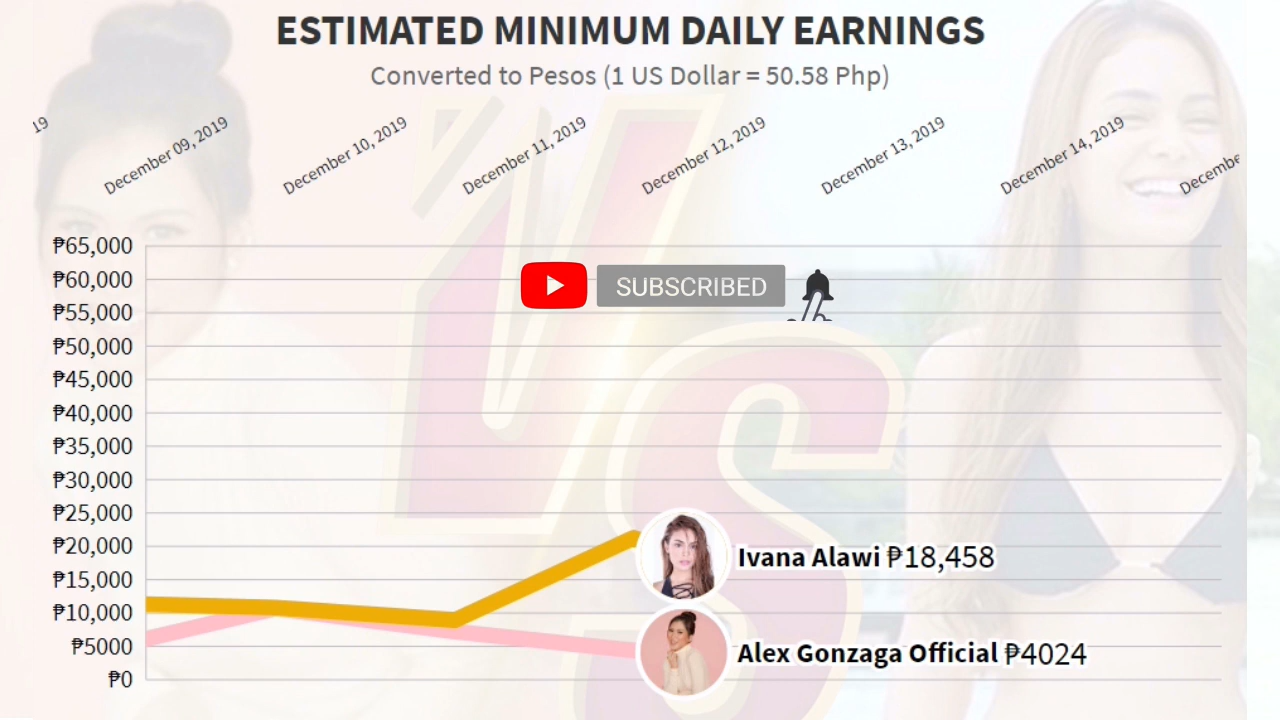 ESTIMATED MINIMUM DAILY EARNINGS
Converted to Pesos (1 US Dollar = 50.58 Php)
19
December 09, 2019
December 10, 2019
December 11, 2019
December 12, 2019
December 13, 2019
December 14, 2019
Decembe
₱65,000
₱60,000
SUBSCRIBED
₱55,000
₱50,000
₱45,000
₱40,000
₱35,000
₱30,000
₱25,000
₱20,000
Ivana Alawi ₱18,458
₱15,000
₱10,000
₱5000
Alex Gonzaga Official ₱4024
₱0
VS